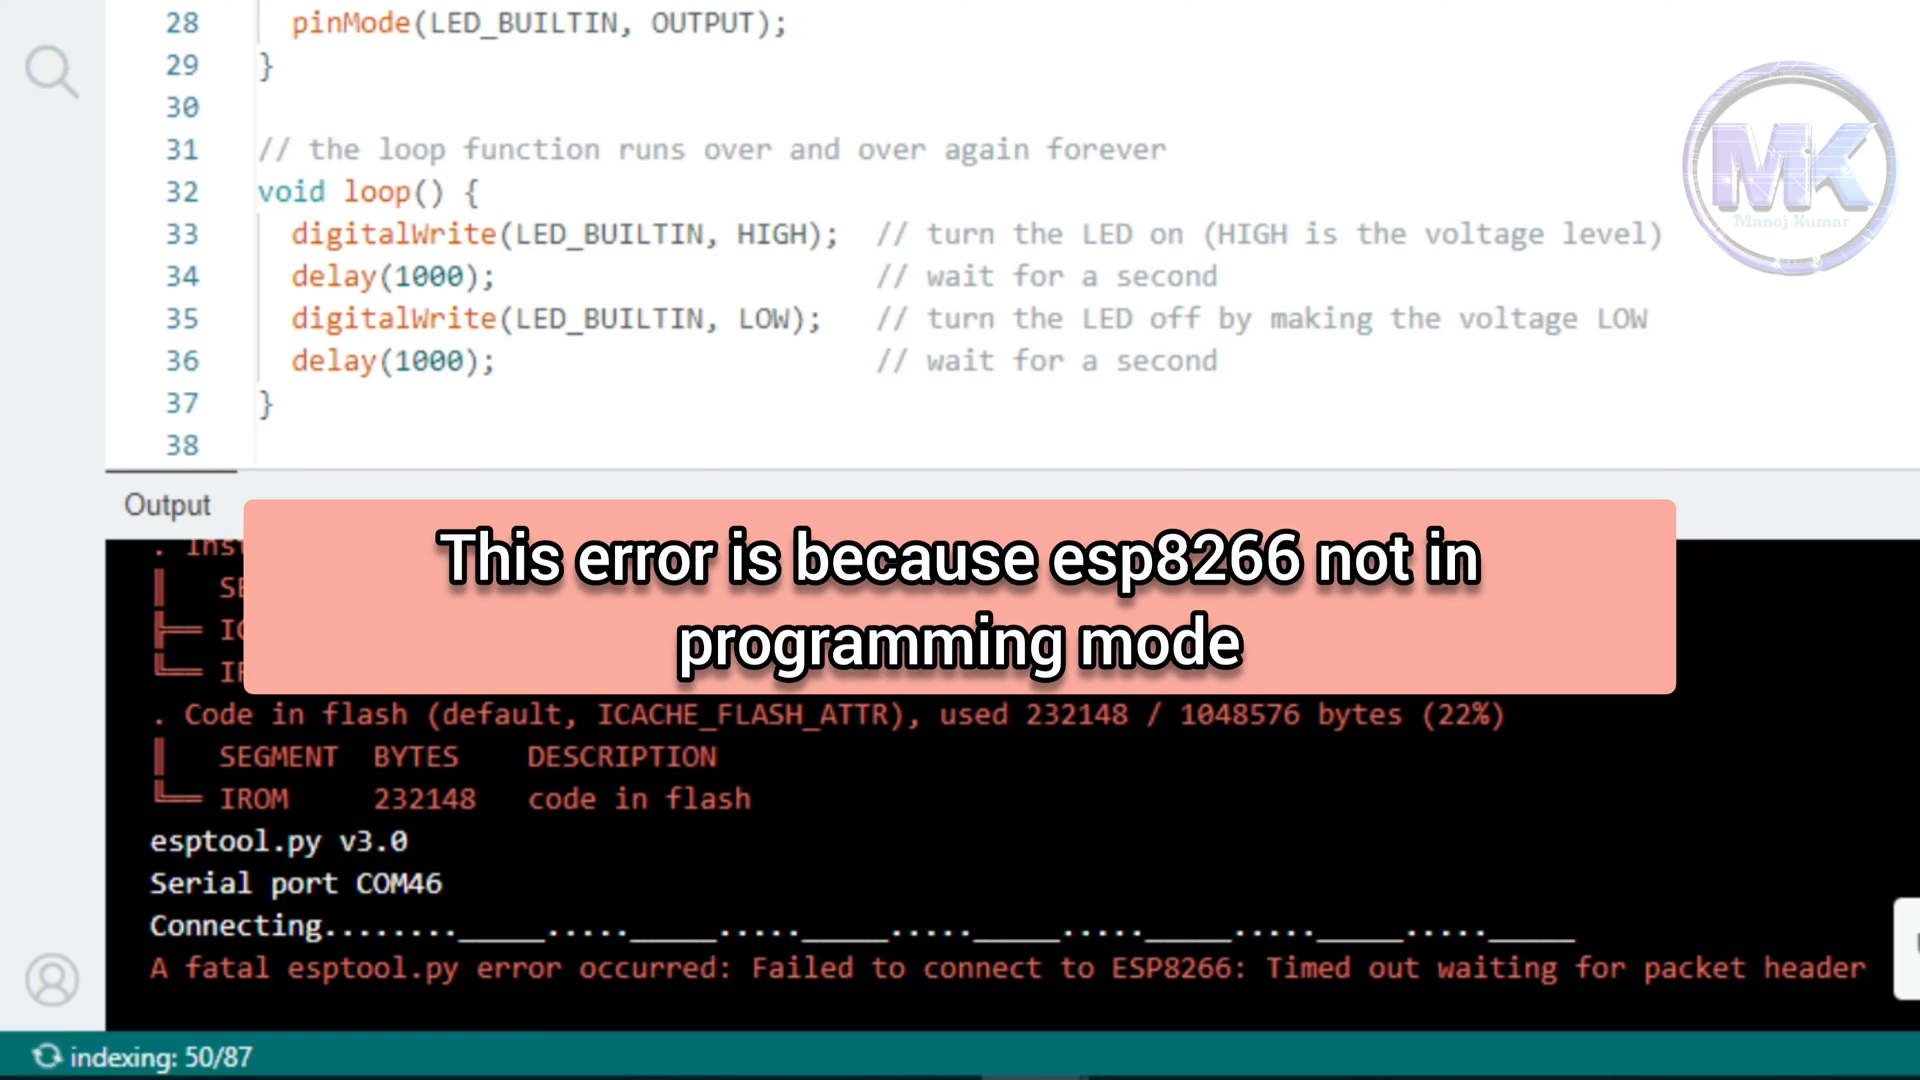 28 pinMode(LED_BUILTIN, OUTPUT);
29 }
30
31 // the loop function runs over and over again forever
32 void loop() {
33 digitalWrite(LED_BUILTIN, HIGH); // turn the LED on (HIGH is the voltage level)
34 delay(1000); // wait for a second
35 digitalWrite(LED_BUILTIN, LOW); // turn the LED off by making the voltage LOW
36 delay(1000); // wait for a second
37 }
38
MK
Manoj Kumar
Output
This error is because esp8266 not in
programming mode
. Code in flash (default, ICACHE_FLASH_ATTR), used 232148 / 1048576 bytes (22%)
║ SEGMENT BYTES DESCRIPTION
╚══ IROM 232148 code in flash
esptool.py v3.0
Serial port COM46
Connecting........_____....._____....._____....._____....._____....._____....._____
A fatal esptool.py error occurred: Failed to connect to ESP8266: Timed out waiting for packet header
indexing: 50/87